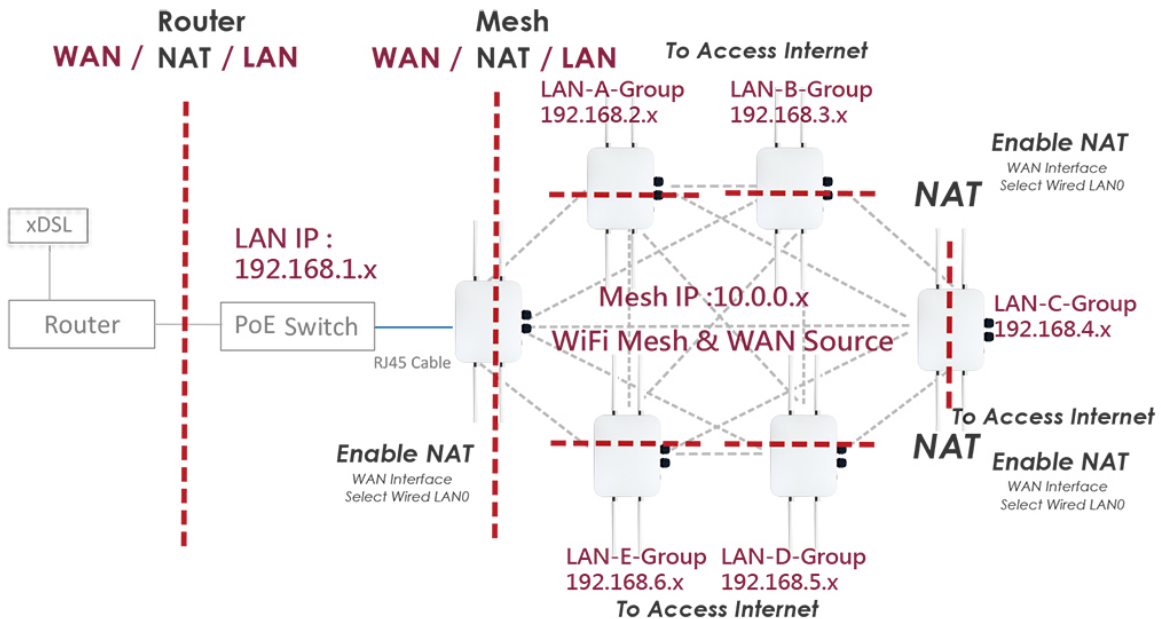 Router
WAN / NAT / LAN
Mesh
WAN / NAT / LAN
To Access Internet
LAN-A-Group
192.168.2.x
LAN-B-Group
192.168.3.x
Enable NAT
WAN Interface
Select Wired LAN0
NAT
xDSL
LAN IP :
192.168.1.x
Router
PoE Switch
RJ45 Cable
Mesh IP :10.0.0.x
WiFi Mesh & WAN Source
LAN-C-Group
192.168.4.x
To Access Internet
NAT
Enable NAT
WAN Interface
Select Wired LAN0
Enable NAT
WAN Interface
Select Wired LAN0
LAN-E-Group
192.168.6.x
LAN-D-Group
192.168.5.x
To Access Internet